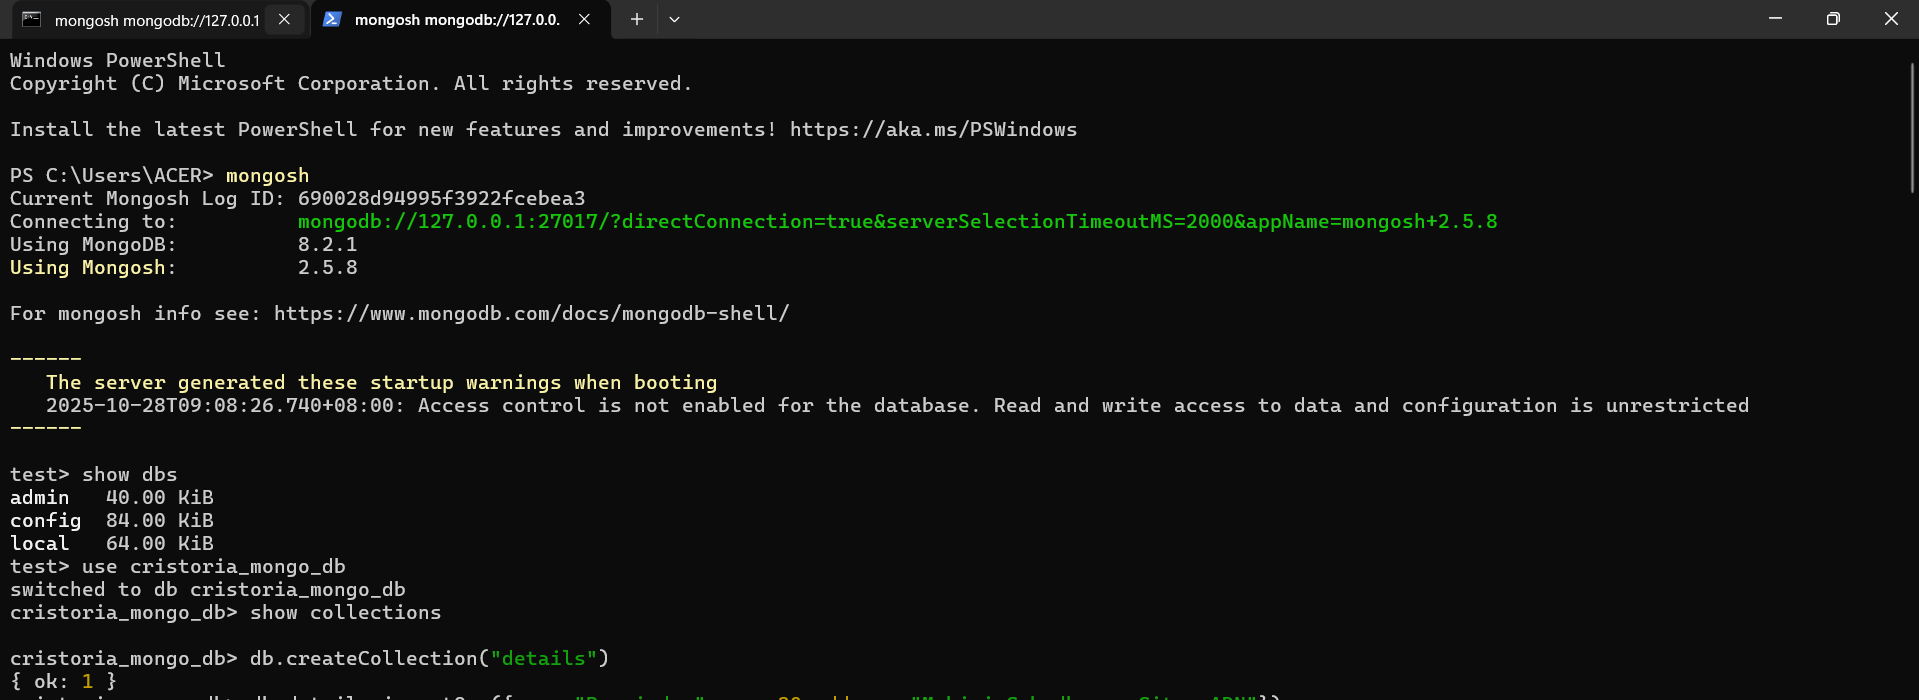 mongosh mongodb://127.0.0.1
mongosh mongodb://127.0.0.
Windows PowerShell
Copyright (C) Microsoft Corporation. All rights reserved.
Install the latest PowerShell for new features and improvements! https://aka.ms/PSWindows
PS C:\Users\ACER> mongosh
Current Mongosh Log ID: 690028d94995f3922fcebea3
Connecting to:          mongodb://127.0.0.1:27017/?directConnection=true&serverSelectionTimeoutMS=2000&appName=mongosh+2.5.8
Using MongoDB:          8.2.1
Using Mongosh:          2.5.8
For mongosh info see: https://www.mongodb.com/docs/mongodb-shell/
------
The server generated these startup warnings when booting
2025-10-28T09:08:26.740+08:00: Access control is not enabled for the database. Read and write access to data and configuration is unrestricted
------
test> show dbs
admin   40.00 KiB
config  84.00 KiB
local   64.00 KiB
test> use cristoria_mongo_db
switched to db cristoria_mongo_db
cristoria_mongo_db> show collections
cristoria_mongo_db> db.createCollection("details")
{ ok: 1 }